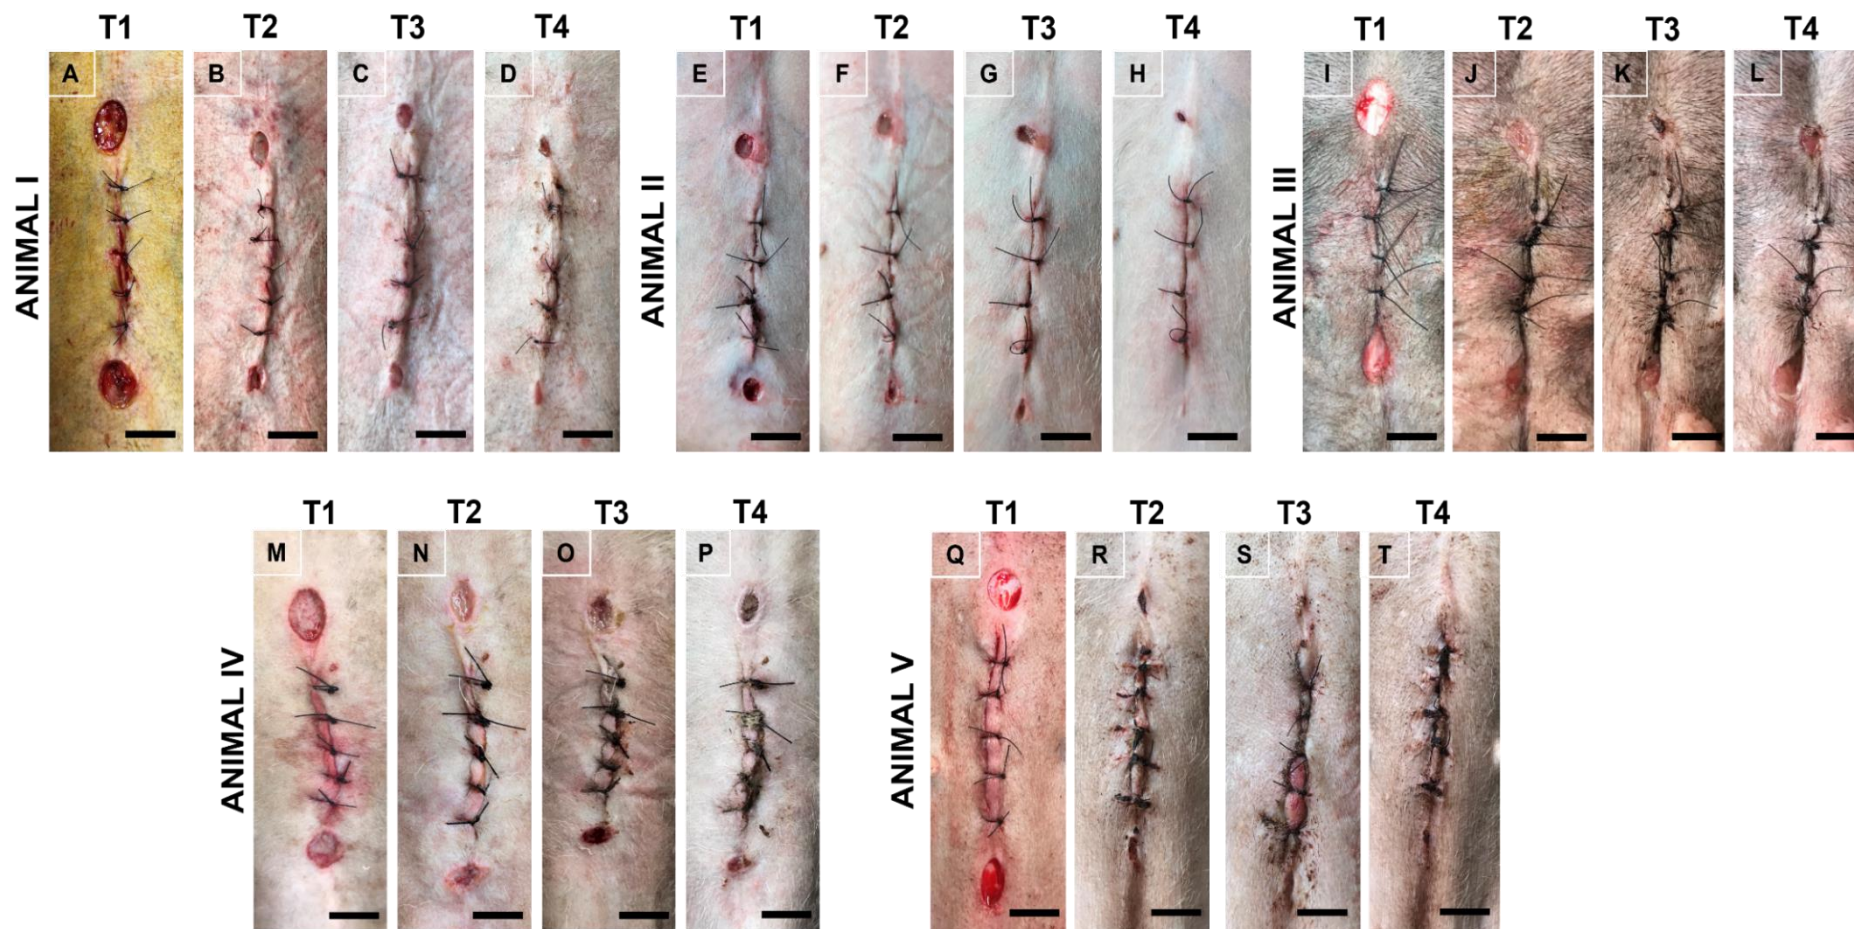 T1 T2 T3 T4 T1 T2 T3 T4 T1 T2 T3 T4
A B C D E F G H I J K L
ANIMAL I
ANIMAL II
ANIMAL III
T1 T2 T3 T4 T1 T2 T3 T4
M N O P Q R S T
ANIMAL IV
ANIMAL V